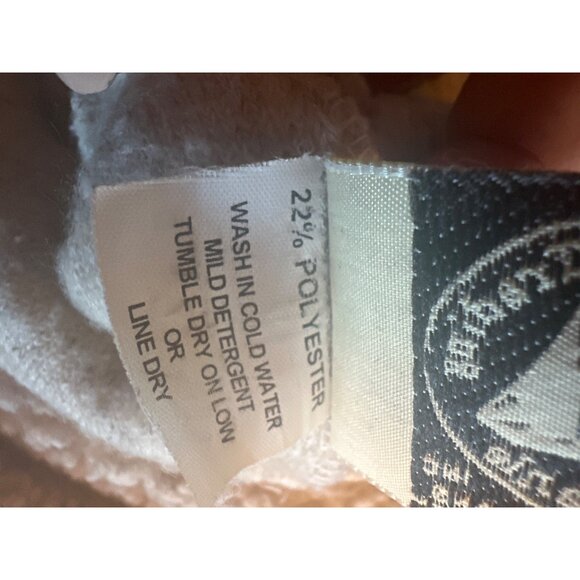 22% POLYESTER
WASH IN COLD WATER
MILD DETERGENT
TUMBLE DRY ON LOW
OR
LINE DRY